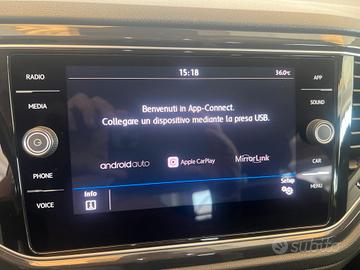 RADIO
MEDIA
PHONE
VOICE
15:18
36.0°C
Benvenuti in App-Connect.
Collegare un dispositivo mediante la presa USB.
androidauto
Apple CarPlay
MirrorLink
Info
Setup
APP
SOUND
CAR
MENU
subito